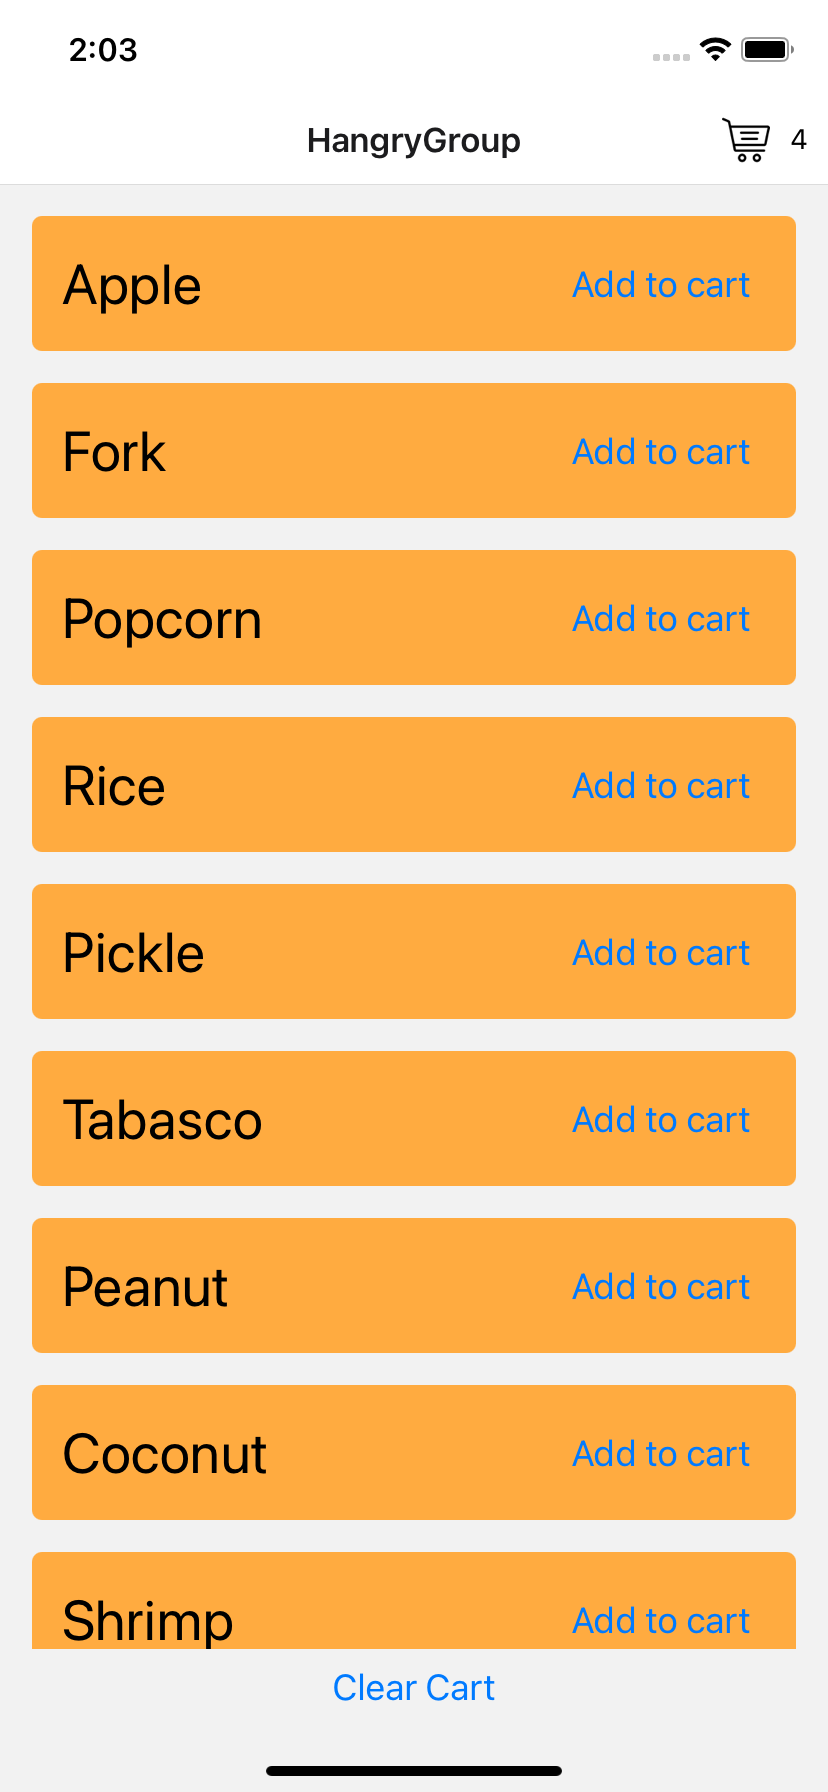 2:03
HangryGroup 4
Apple Add to cart
Fork Add to cart
Popcorn Add to cart
Rice Add to cart
Pickle Add to cart
Tabasco Add to cart
Peanut Add to cart
Coconut Add to cart
Shrimp Add to cart
Clear Cart